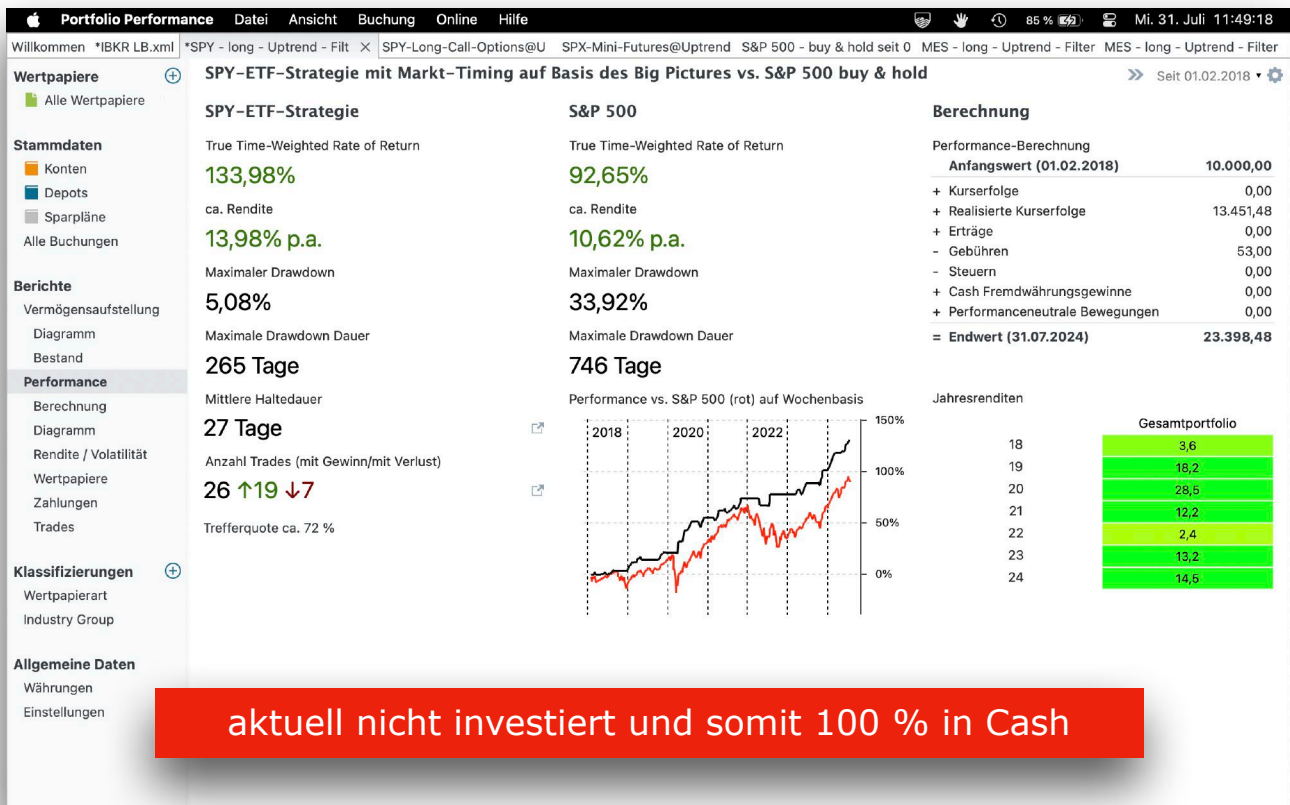 Portfolio Performance Datei Ansicht Buchung Online Hilfe 85 % Mi. 31. Juli 11:49:18
Willkommen *IBKR LB.xml *SPY - long - Uptrend - Filt SPY-Long-Call-Options@U SPX-Mini-Futures@Uptrend S&P 500 - buy & hold seit 0 MES - long - Uptrend - Filter MES - long - Uptrend - Filter
Wertpapiere
Alle Wertpapiere
Stammdaten
Konten
Depots
Sparpläne
Alle Buchungen
Berichte
Vermögensaufstellung
Diagramm
Bestand
Performance
Berechnung
Diagramm
Rendite / Volatilität
Wertpapiere
Zahlungen
Trades
Klassifizierungen
Wertpapierart
Industry Group
Allgemeine Daten
Währungen
Einstellungen
SPY-ETF-Strategie mit Markt-Timing auf Basis des Big Pictures vs. S&P 500 buy & hold
Seit 01.02.2018
SPY-ETF-Strategie
True Time-Weighted Rate of Return
133,98%
ca. Rendite
13,98% p.a.
Maximaler Drawdown
5,08%
Maximale Drawdown Dauer
265 Tage
Mittlere Haltedauer
27 Tage
Anzahl Trades (mit Gewinn/mit Verlust)
26 ↑19 ↓7
Trefferquote ca. 72 %
S&P 500
True Time-Weighted Rate of Return
92,65%
ca. Rendite
10,62% p.a.
Maximaler Drawdown
33,92%
Maximale Drawdown Dauer
746 Tage
Performance vs. S&P 500 (rot) auf Wochenbasis
2018 2020 2022
150%
100%
50%
0%
Berechnung
Performance-Berechnung
Anfangswert (01.02.2018) 10.000,00
+ Kurserfolge 0,00
+ Realisierte Kurserfolge 13.451,48
+ Erträge 0,00
- Gebühren 53,00
- Steuern 0,00
+ Cash Fremdwährungsgewinne 0,00
+ Performanceneutrale Bewegungen 0,00
= Endwert (31.07.2024) 23.398,48
Jahresrenditen
Gesamtportfolio
18 3,6
19 18,2
20 28,5
21 12,2
22 2,4
23 13,2
24 14,5
aktuell nicht investiert und somit 100 % in Cash